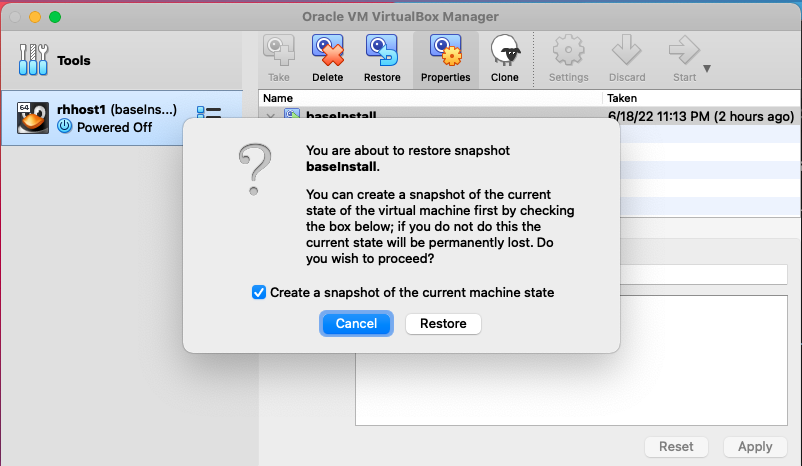 Oracle VM VirtualBox Manager
Tools
Take
Delete
Restore
Properties
Clone
Settings
Discard
Start
64
rhhost1 (baseIns...)
Powered Off
Name
Taken
baseInstall
6/18/22 11:13 PM (2 hours ago)
You are about to restore snapshot
baseInstall.
You can create a snapshot of the current
state of the virtual machine first by checking
the box below; if you do not do this the
current state will be permanently lost. Do
you wish to proceed?
Create a snapshot of the current machine state
Cancel
Restore
Reset
Apply